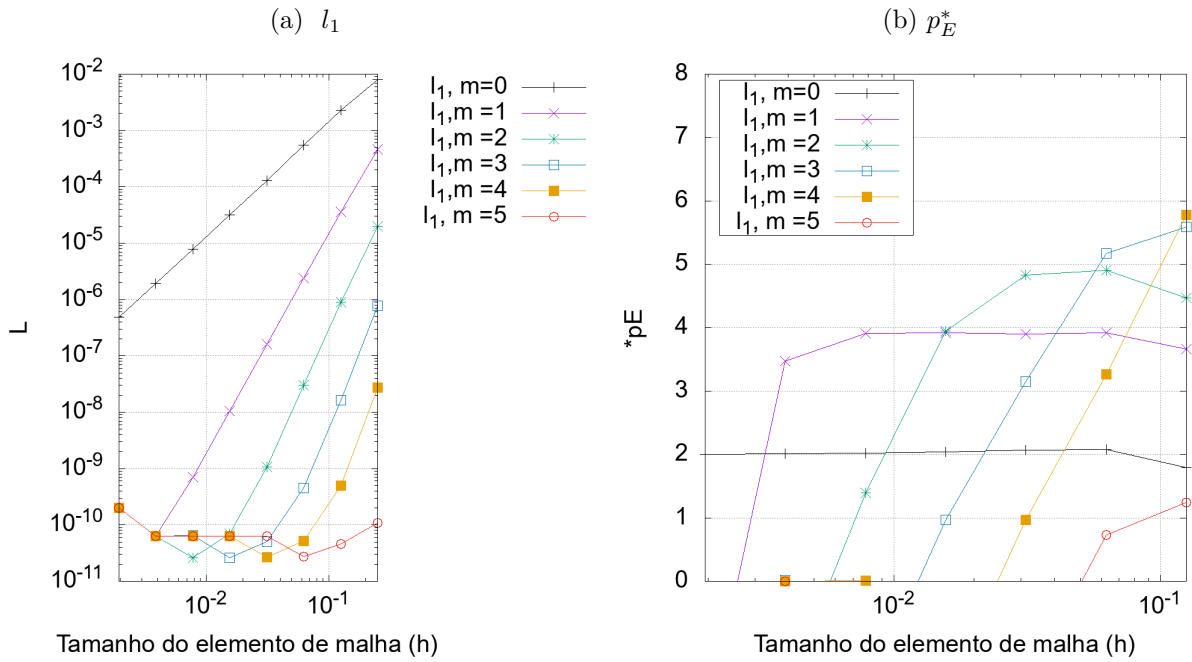 (a) l₁
10⁻²
10⁻³
10⁻⁴
10⁻⁵
10⁻⁶
10⁻⁷
10⁻⁸
10⁻⁹
10⁻¹⁰
10⁻¹¹
L
10⁻² 10⁻¹
Tamanho do elemento de malha (h)
l₁, m=0
l₁,m =1
l₁,m =2
l₁,m =3
l₁,m =4
l₁, m =5
(b) p*_E
8
7
6
5
4
3
2
1
0
*pE
10⁻² 10⁻¹
Tamanho do elemento de malha (h)
l₁, m=0
l₁,m =1
l₁,m =2
l₁,m =3
l₁,m =4
l₁, m =5